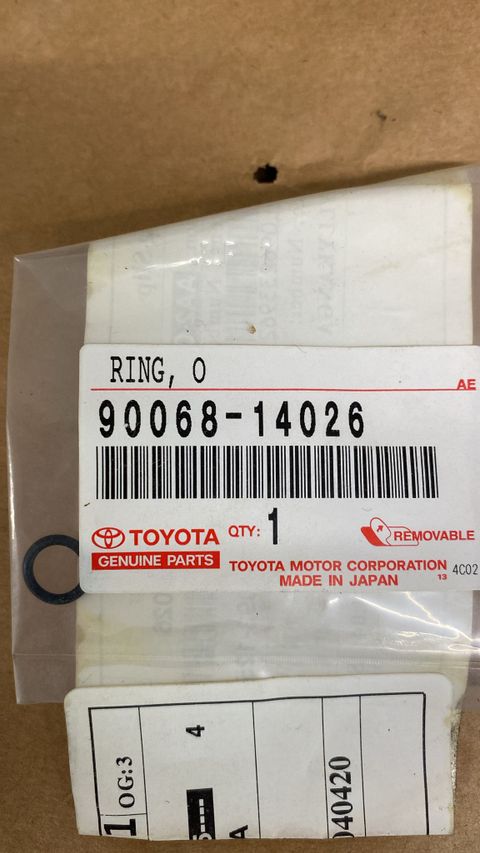 RING, O
AE
90068-14026
TOYOTA
GENUINE PARTS
QTY: 1
REMOVABLE
TOYOTA MOTOR CORPORATION
MADE IN JAPAN
13
4C02
OG:3
4
040420